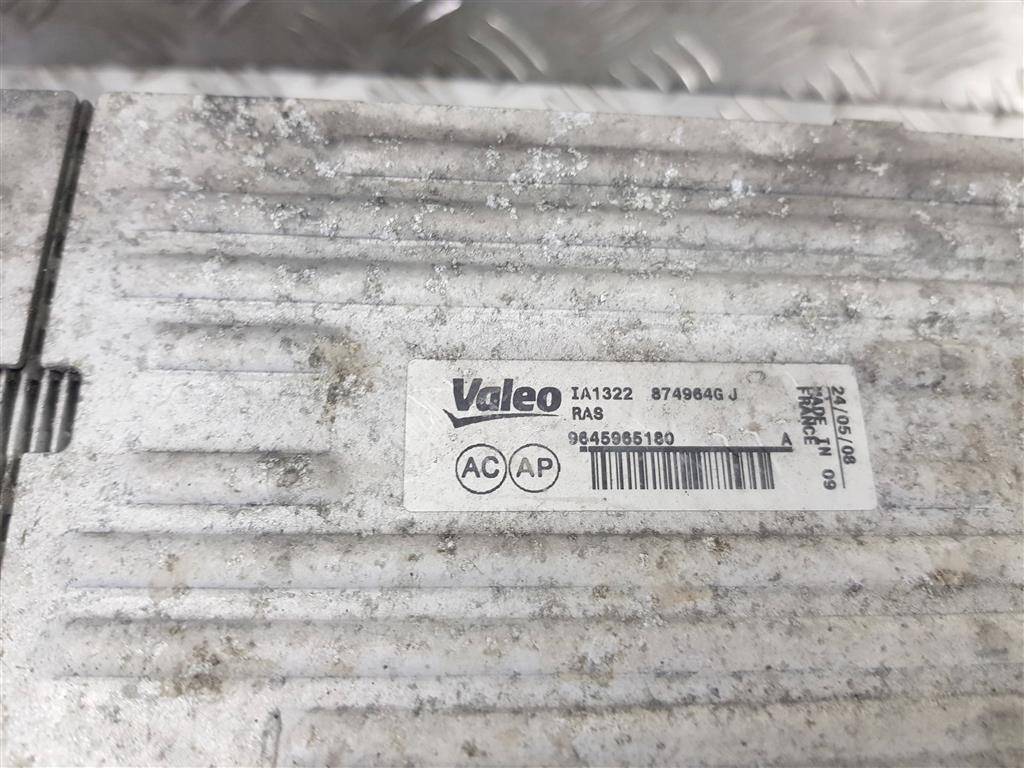 Valeo
IA1322 874964G J
RAS
9645965180 A
AC AP
24/05/08
MADE IN 09
FRANCE